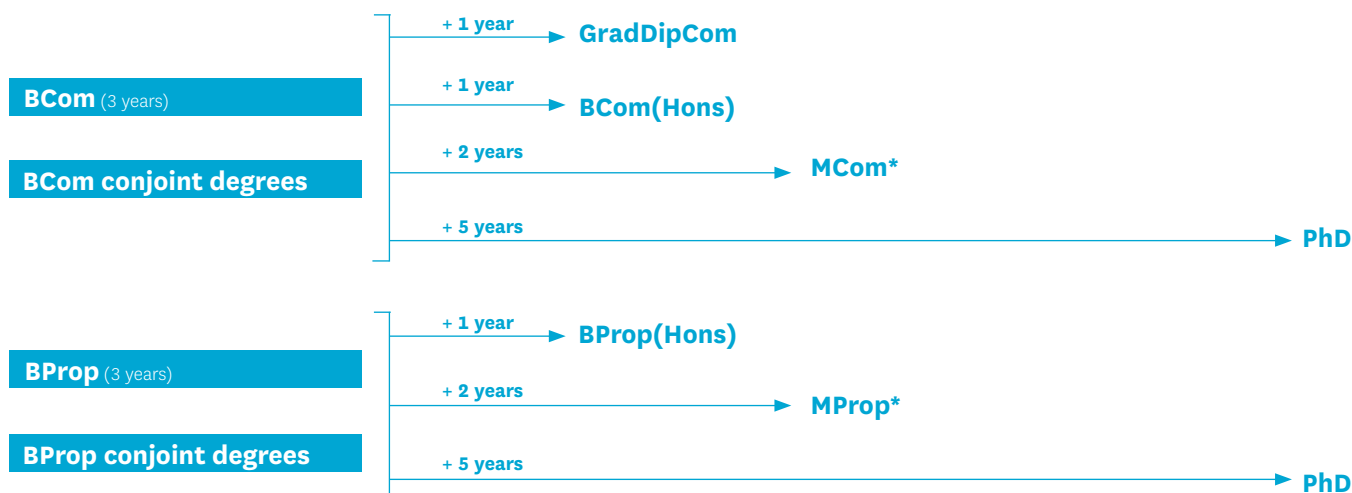 + 1 year
GradDipCom
BCom (3 years)
+ 1 year
BCom(Hons)
BCom conjoint degrees
+ 2 years
MCom*
+ 5 years
PhD
+ 1 year
BProp(Hons)
BProp (3 years)
+ 2 years
MProp*
BProp conjoint degrees
+ 5 years
PhD